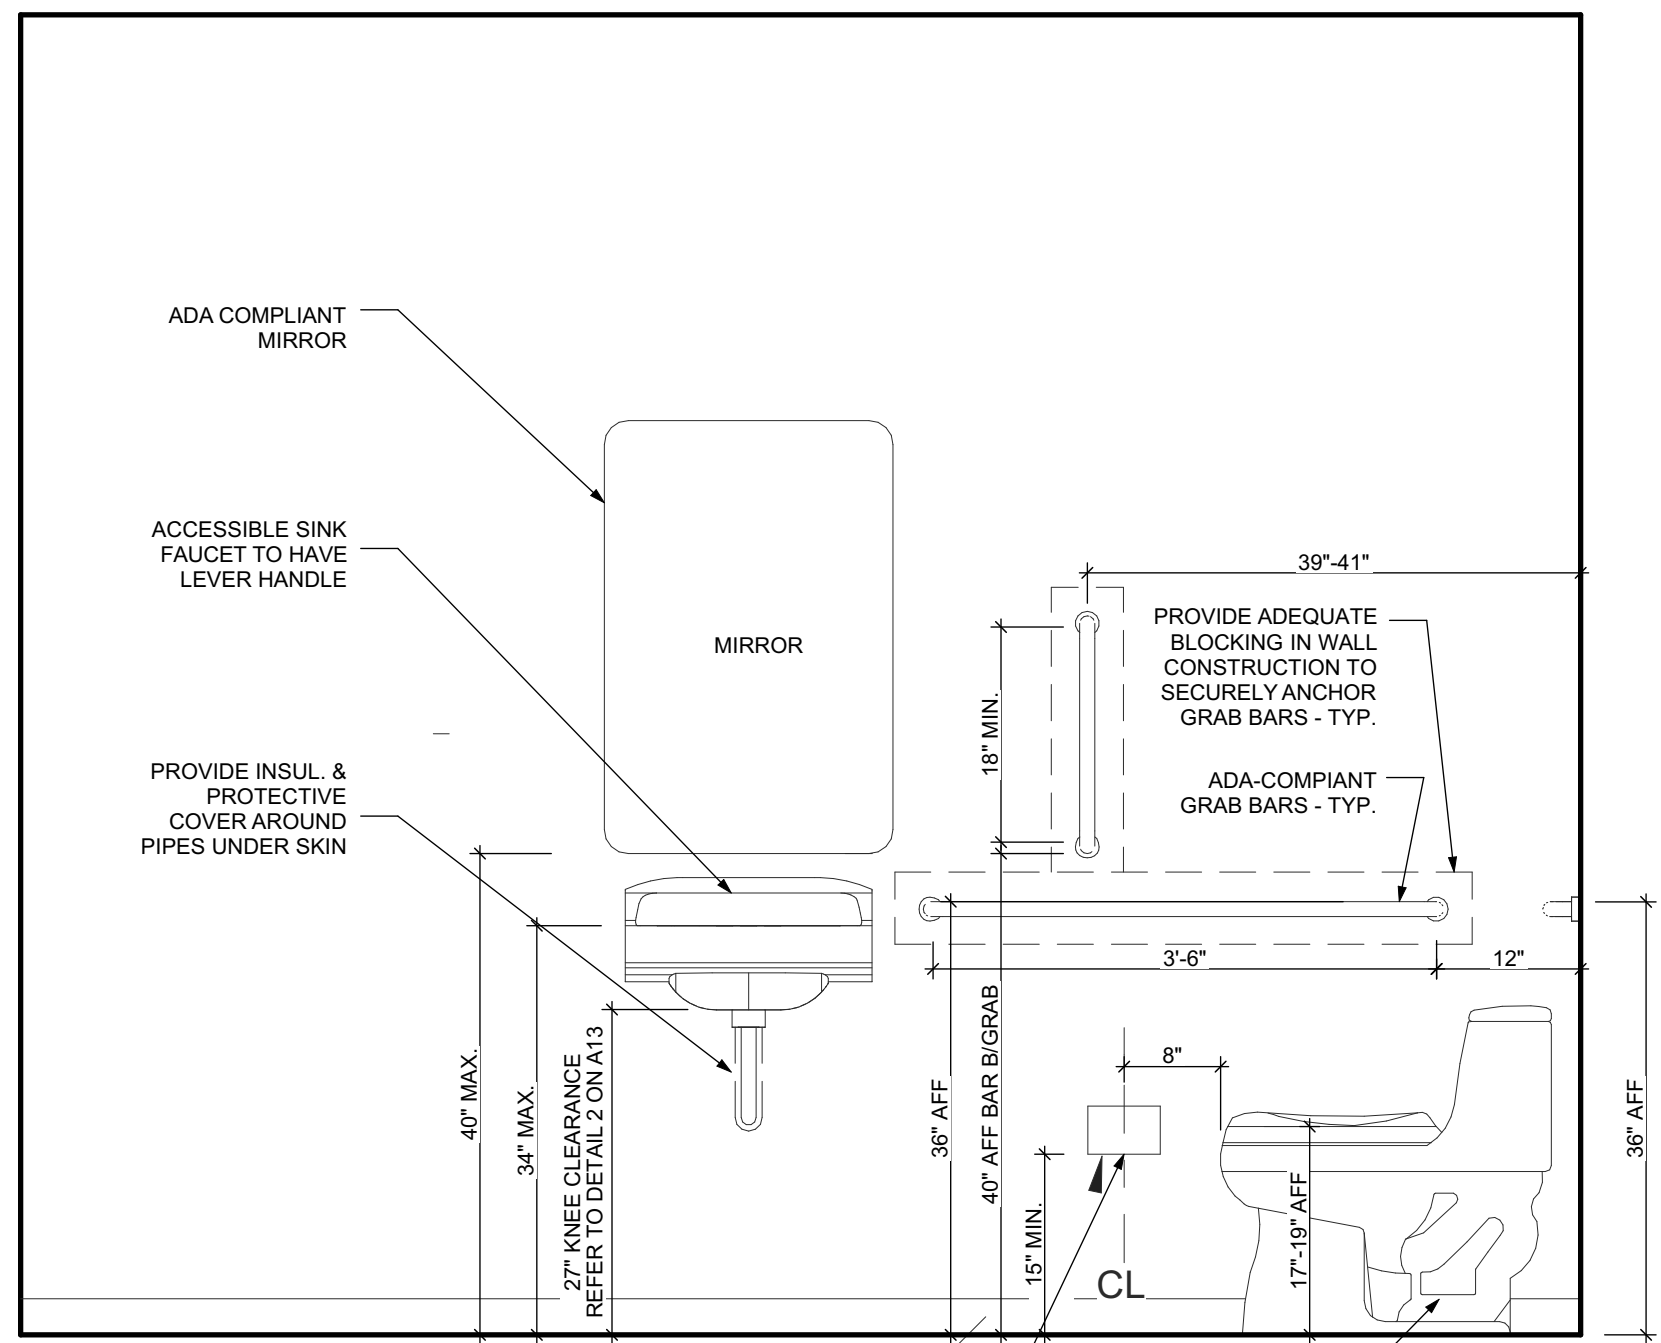 ADA COMPLIANT
MIRROR
ACCESSIBLE SINK
FAUCET TO HAVE
LEVER HANDLE
MIRROR
PROVIDE INSUL. &
PROTECTIVE
COVER AROUND
PIPES UNDER SKIN
39"-41"
PROVIDE ADEQUATE
BLOCKING IN WALL
CONSTRUCTION TO
SECURELY ANCHOR
GRAB BARS - TYP.
18" MIN.
ADA-COMPIANT
GRAB BARS - TYP.
3'-6"
12"
40" MAX.
34" MAX.
27" KNEE CLEARANCE
REFER TO DETAIL 2 ON A13
36" AFF
40" AFF BAR B/GRAB
15" MIN.
8"
CL
17"-19" AFF
36" AFF